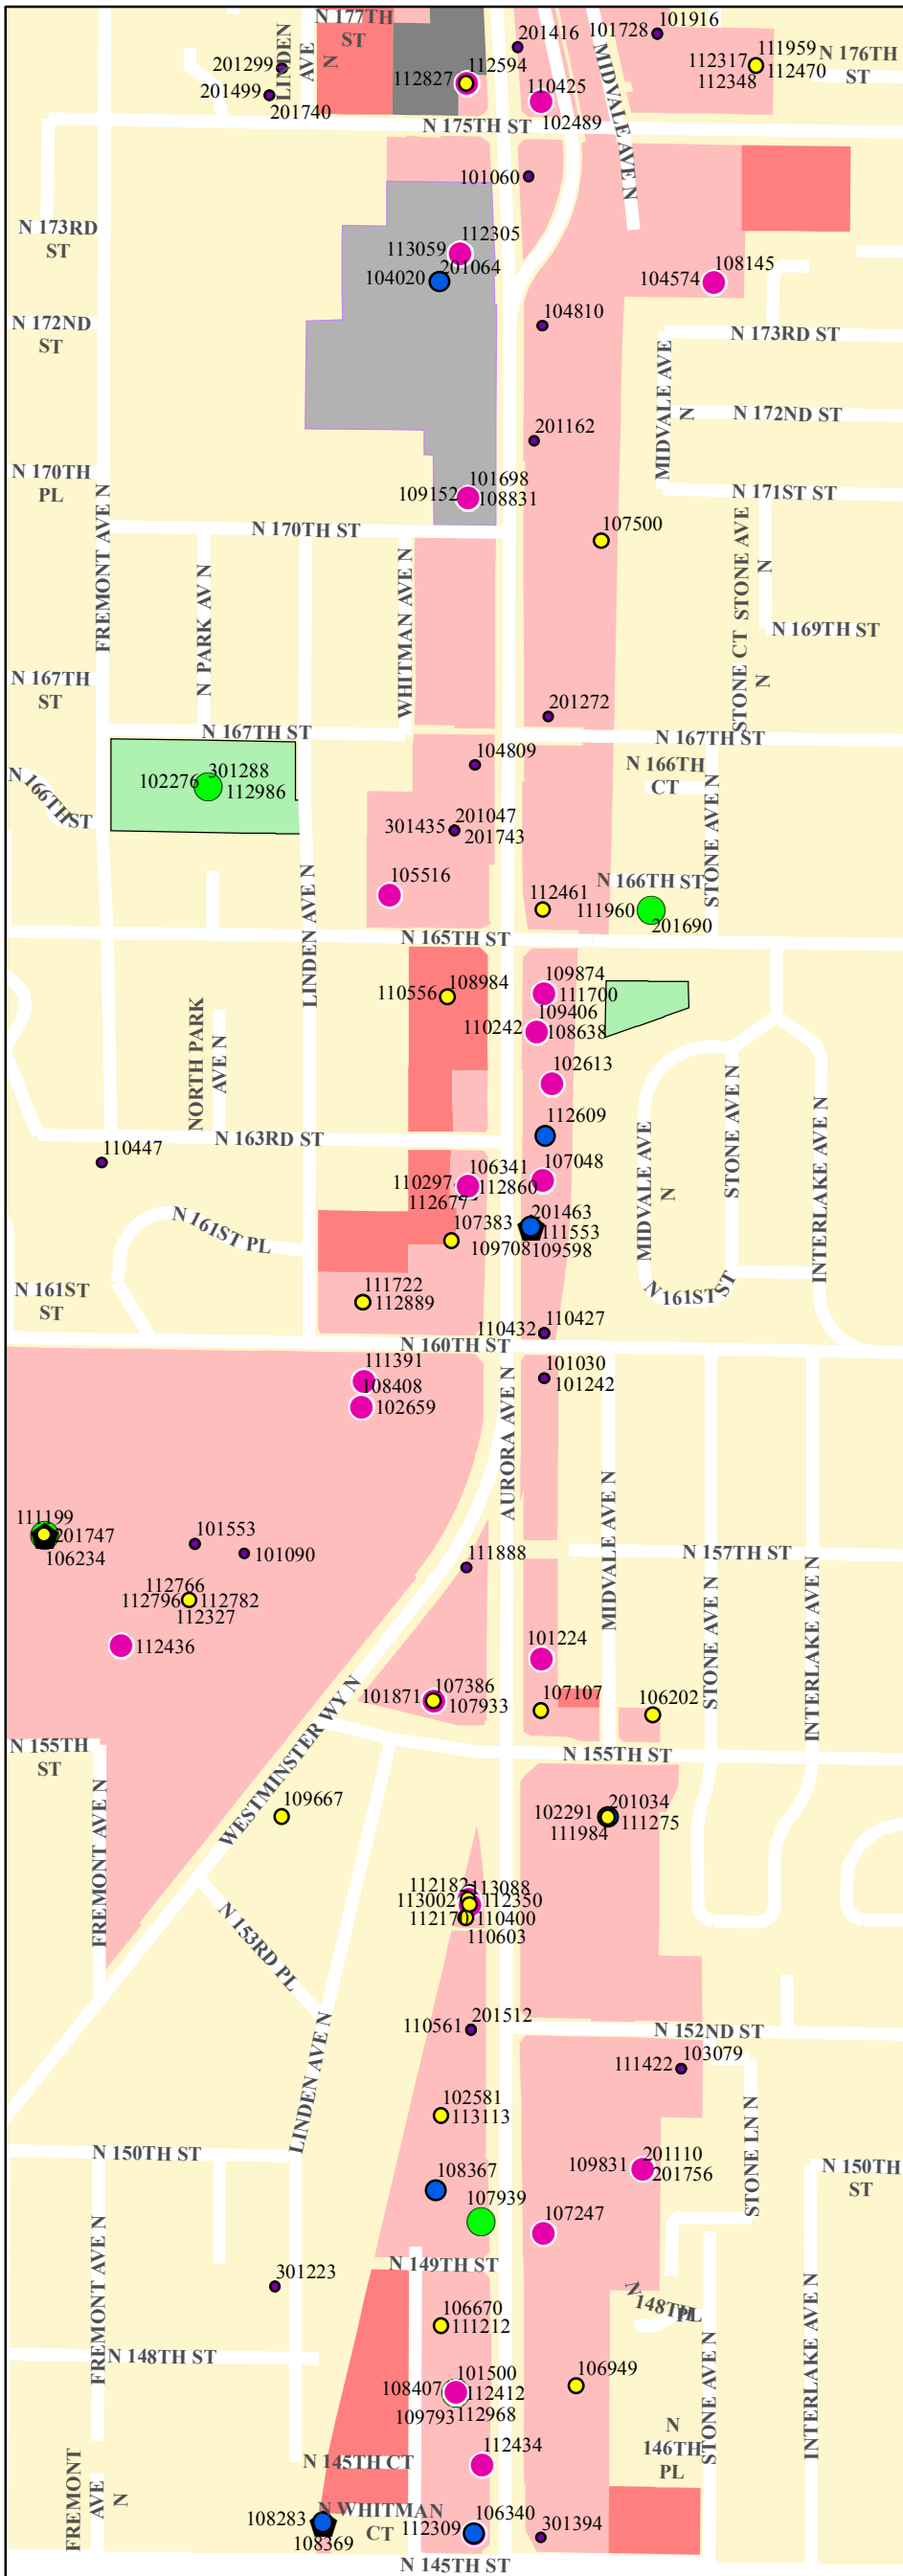 N 177TH
ST
LINDEN
AVE
N
201416
101728
101916
MIDVALE AVE N
112317
111959
112348
112470
N 176TH
ST
201299
201499
201740
112594
112827
110425
102489
N 175TH ST
101060
N 173RD
ST
112305
113059
201064
104020
108145
104574
N 172ND
ST
104810
N 173RD ST
MIDVALE AVE
N
N 172ND ST
201162
N 170TH
PL
101698
109152
108831
N 171ST ST
N 170TH ST
107500
FREMONT AVE N
N PARK AV N
WHITMAN AVE N
STONE AVE
N
STONE CT
N
N 169TH ST
N 167TH
ST
201272
N 167TH ST
N 167TH ST
104809
N 166TH
CT
N 166TH ST
301288
102276
112986
STONE AVE N
201047
301435
201743
105516
LINDEN AVE N
N 166TH ST
112461
111960
201690
N 165TH ST
108984
110556
109874
111700
109406
110242
108638
NORTH PARK
AVE N
102613
STONE AVE N
112609
N 163RD ST
110447
106341
110297
112860
112677
107048
MIDVALE AVE
N
INTERLAKE AVE N
N 161ST PL
107383
201463
111553
109708
109598
N 161ST
ST
N 161ST ST
111722
112889
110427
110432
N 160TH ST
111391
108408
102659
AURORA AVE N
101030
101242
111199
201747
106234
101553
101090
111888
N 157TH ST
MIDVALE AVE N
STONE AVE N
INTERLAKE AVE N
112766
112796
112782
112327
112436
101224
WESTMINSTER WY N
107386
101871
107933
107107
106202
N 155TH
ST
N 155TH ST
FREMONT AVE N
109667
201034
102291
111275
111984
112182
113088
113002
112350
112170
110400
110603
N 153RD PL
LINDEN AVE N
201512
110561
N 152ND ST
103079
111422
102581
113113
STONE LN N
N 150TH ST
201110
109831
201756
N 150TH
ST
108367
107939
107247
FREMONT AVE N
N 149TH ST
301223
N 148TH PL
106670
111212
N 148TH ST
101500
108407
112412
112968
109793
106949
STONE AVE N
INTERLAKE AVE N
N
146TH
PL
112434
N 145TH CT
FREMONT
AVE
N
108283
108369
N WHITMAN
CT
106340
112309
301394
N 145TH ST